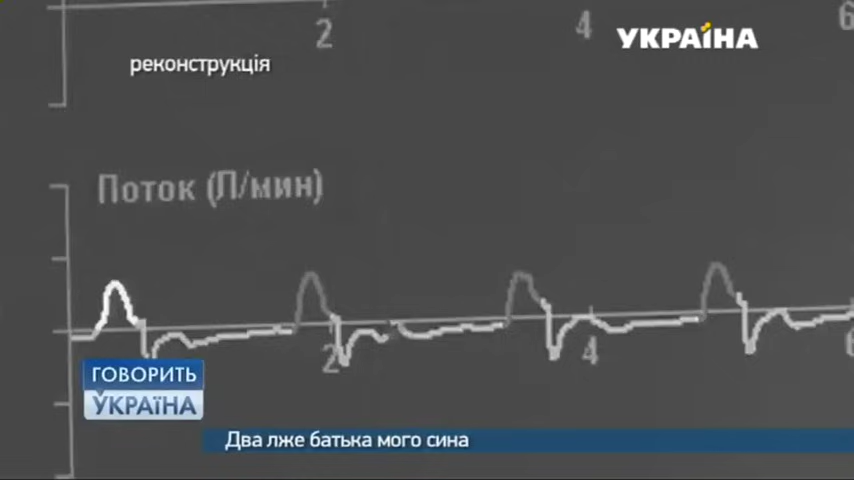 2
4
6
УКРАЇНА
реконструкція
Поток (Л/мин)
2
4
6
ГОВОРИТЬ
УКРАЇНА
Два лже батька мого сина